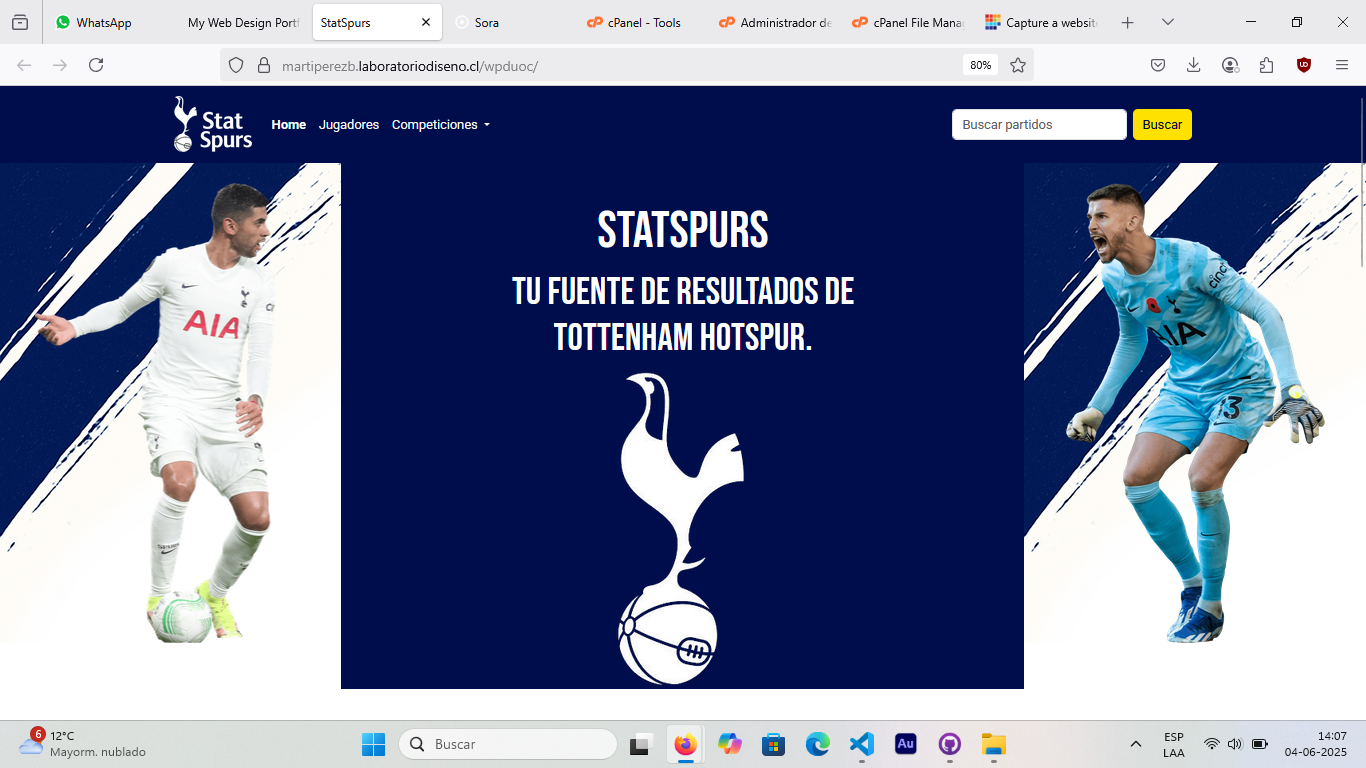 WhatsApp
My Web Design Portf
StatSpurs
Sora
cPanel - Tools
Administrador de
cPanel File Mana
Capture a websit
martiperezb.laboratoriodiseno.cl/wpduoc/
80%
Stat
Spurs
Home
Jugadores
Competiciones
Buscar partidos
Buscar
STATSPURS
TU FUENTE DE RESULTADOS DE
TOTTENHAM HOTSPUR.
AIA
cinch
AIA
13
6
12°C
Mayorm. nublado
Buscar
Au
ESP
LAA
14:07
04-06-2025